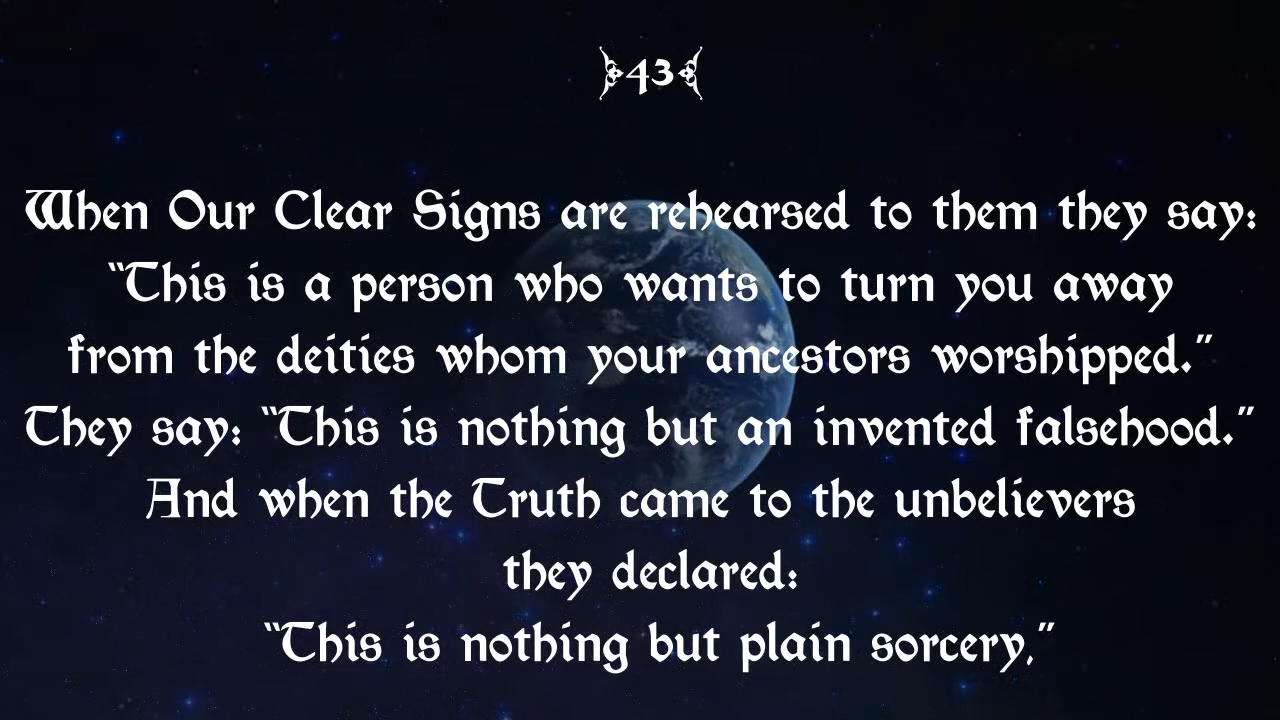 43
When Our Clear Signs are rehearsed to them they say:
“This is a person who wants to turn you away
from the deities whom your ancestors worshipped.”
They say: “This is nothing but an invented falsehood.”
And when the Truth came to the unbelievers
they declared:
“This is nothing but plain sorcery,”